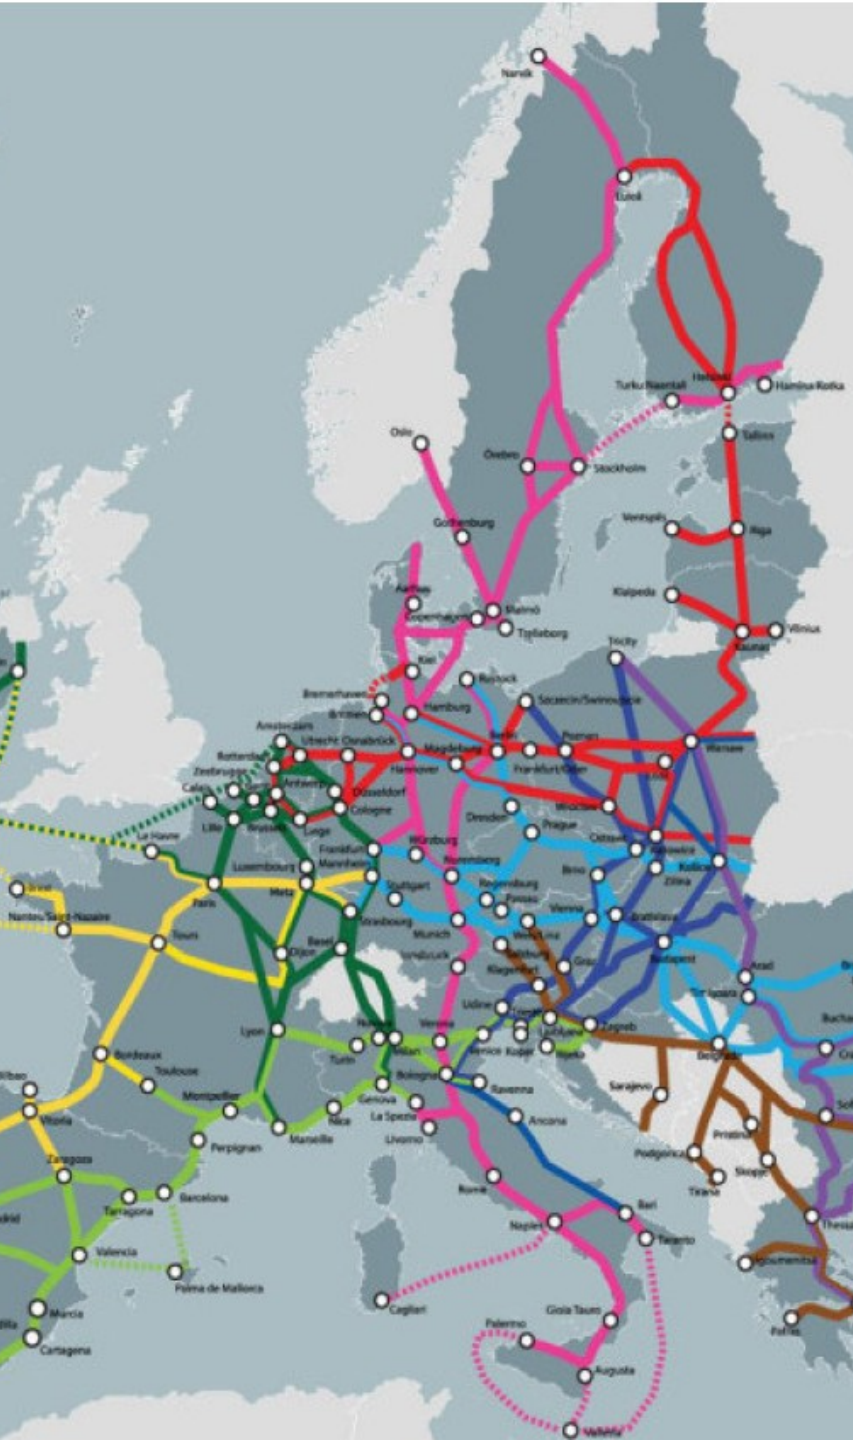 Narvik
Luleå
Helsinki
Turku/Naantali
Hamina/Kotka
Tallinn
Oslo
Örebro
Stockholm
Gothenburg
Ventspils
Riga
Klaipeda
Aarhus
Copenhagen
Malmö
Trelleborg
Vilnius
Kaunas
Tricity
Kiel
Rostock
Bremerhaven
Bremen
Hamburg
Szczecin/Swinoujscie
Amsterdam
Utrecht
Osnabrück
Hannover
Magdeburg
Berlin
Frankfurt/Oder
Poznan
Warsaw
Rotterdam
Zeebrugge
Calais
Antwerp
Düsseldorf
Cologne
Lille
Brussels
Liege
Dresden
Wroclaw
Prague
Le Havre
Frankfurt
Mannheim
Würzburg
Nuremberg
Ostrava
Katowice
Luxembourg
Metz
Paris
Stuttgart
Strasbourg
Regensburg
Passau
Brno
Zilina
Kosice
Brest
Nantes/Saint-Nazaire
Tours
Dijon
Basel
Munich
Wels/Linz
Vienna
Bratislava
Salzburg
Innsbruck
Klagenfurt
Graz
Budapest
Arad
Timisoara
Lyon
Novara
Milan
Turin
Verona
Udine
Venice
Koper
Ljubljana
Rijeka
Zagreb
Belgrade
Bucha
Bordeaux
Toulouse
Montpellier
Bilbao
Vitoria
Genova
La Spezia
Livorno
Bologna
Ravenna
Ancona
Sarajevo
Marseille
Nice
Perpignan
Zaragoza
Barcelona
Tarragona
Rome
Podgorica
Pristina
Skopje
Tirana
Valencia
Palma de Mallorca
Naples
Bari
Taranto
Igoumenitsa
Murcia
Cartagena
Cagliari
Gioia Tauro
Palermo
Augusta
Patras
Valletta